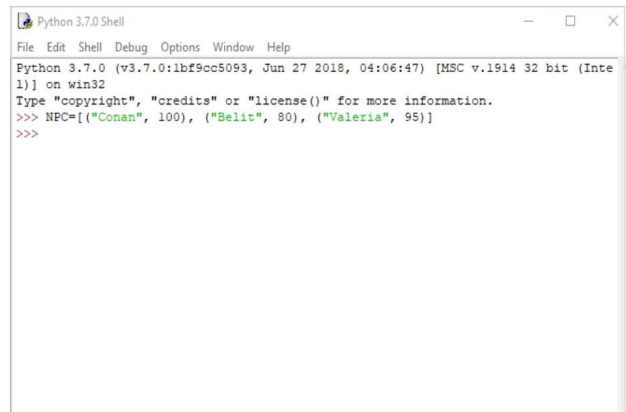 Python 3.7.0 Shell
File Edit Shell Debug Options Window Help
Python 3.7.0 (v3.7.0:1bf9cc5093, Jun 27 2018, 04:06:47) [MSC v.1914 32 bit (Inte
l)] on win32
Type "copyright", "credits" or "license()" for more information.
>>> NPC=[("Conan", 100), ("Belit", 80), ("Valeria", 95)]
>>>